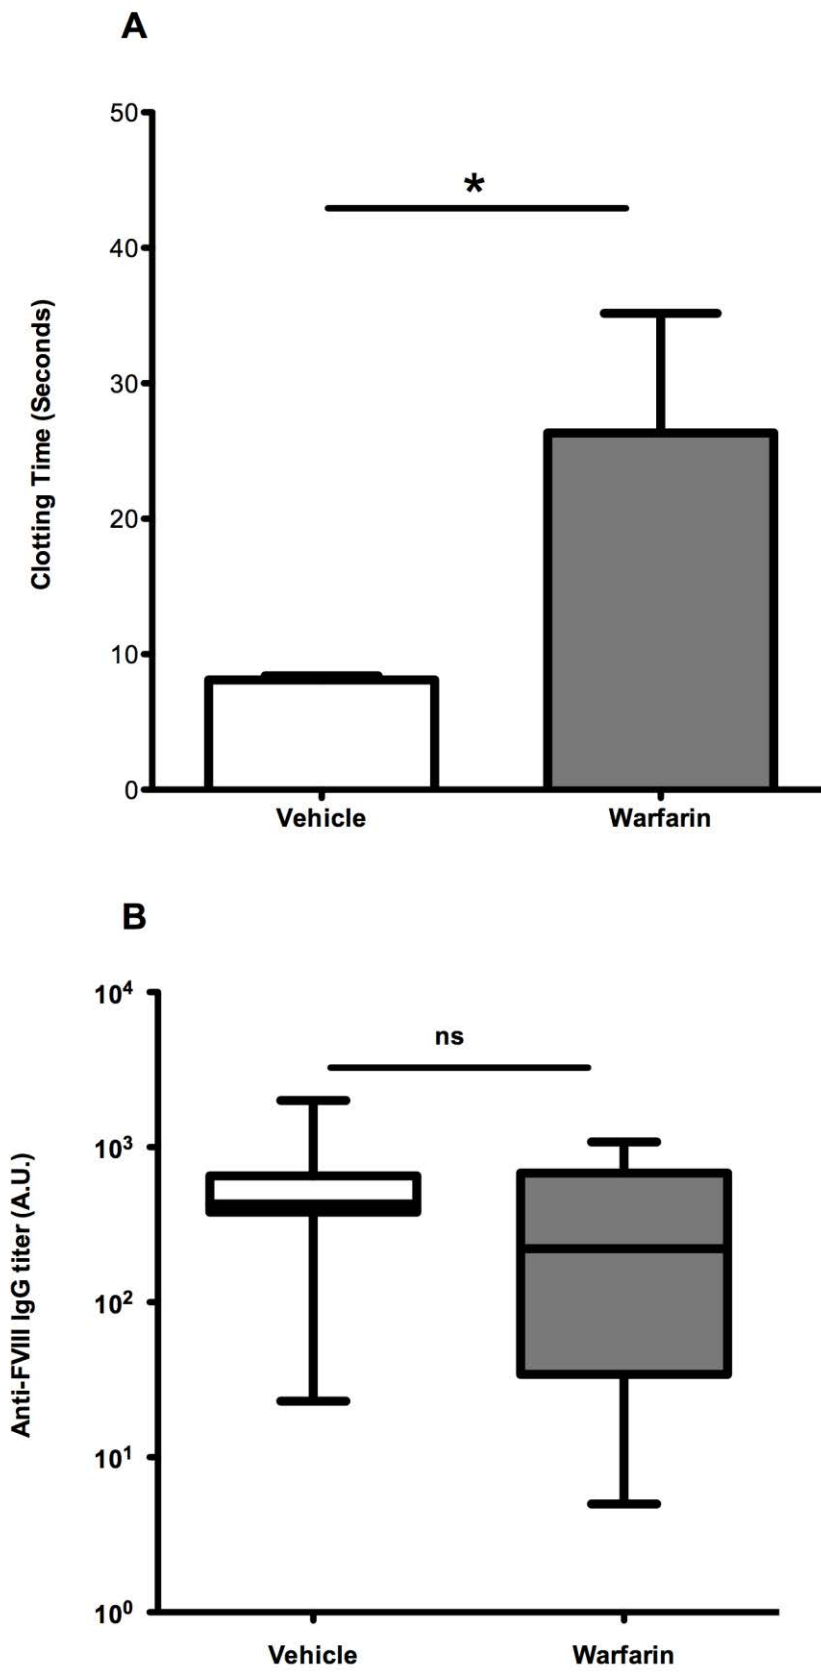 A
50
*
40
Clotting Time (Seconds)
30
20
10
0
Vehicle Warfarin
B
10⁴
ns
10³
Anti-FVIII IgG titer (A.U.)
10²
10¹
10⁰
Vehicle Warfarin